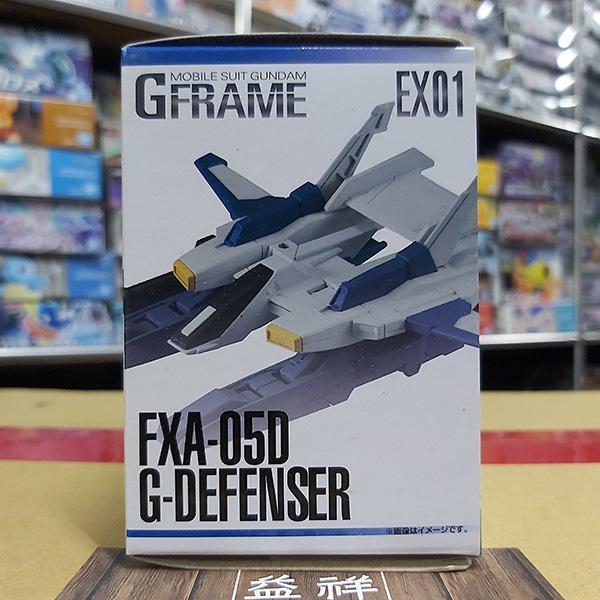 MOBILE SUIT GUNDAM
GFRAME
EX01
FXA-05D
G-DEFENSER
※画像はイメージです。
益祥